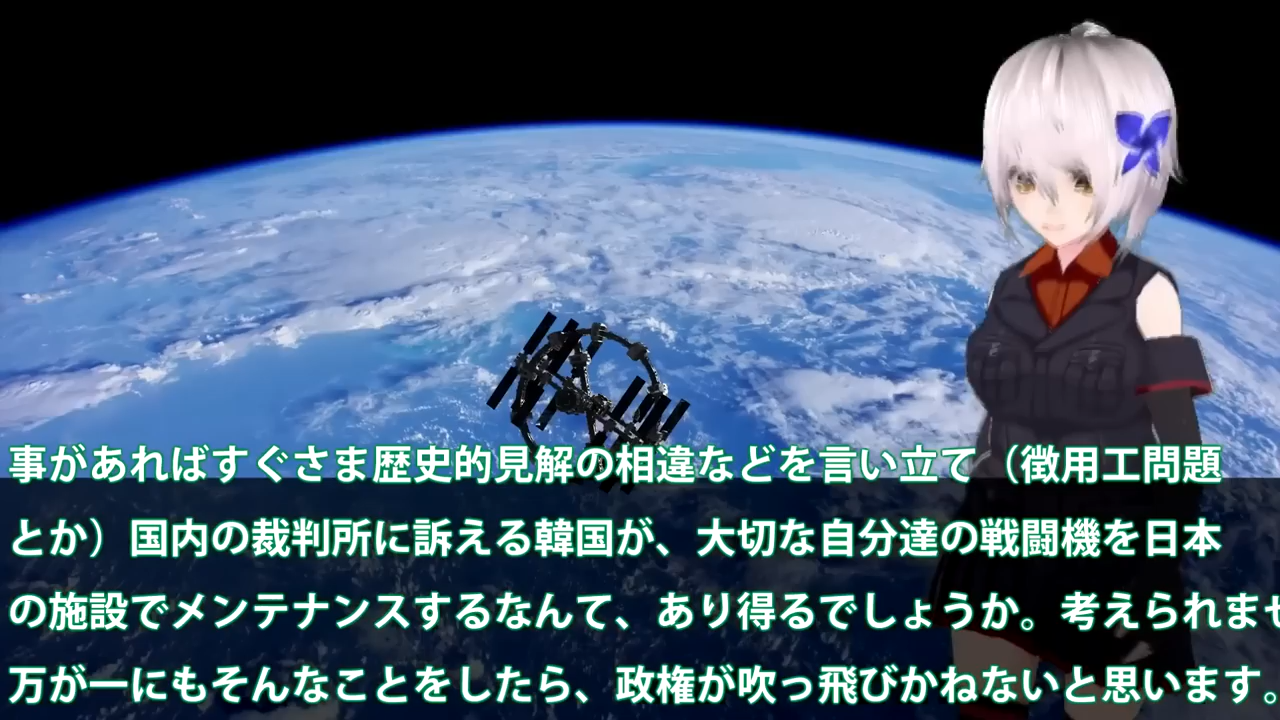 事があればすぐさま歴史的見解の相違などを言い立て（徴用工問題
とか）国内の裁判所に訴える韓国が、大切な自分達の戦闘機を日本
の施設でメンテナンスするなんて、あり得るでしょうか。考えられませ
万が一にもそんなことをしたら、政権が吹っ飛びかねないと思います。